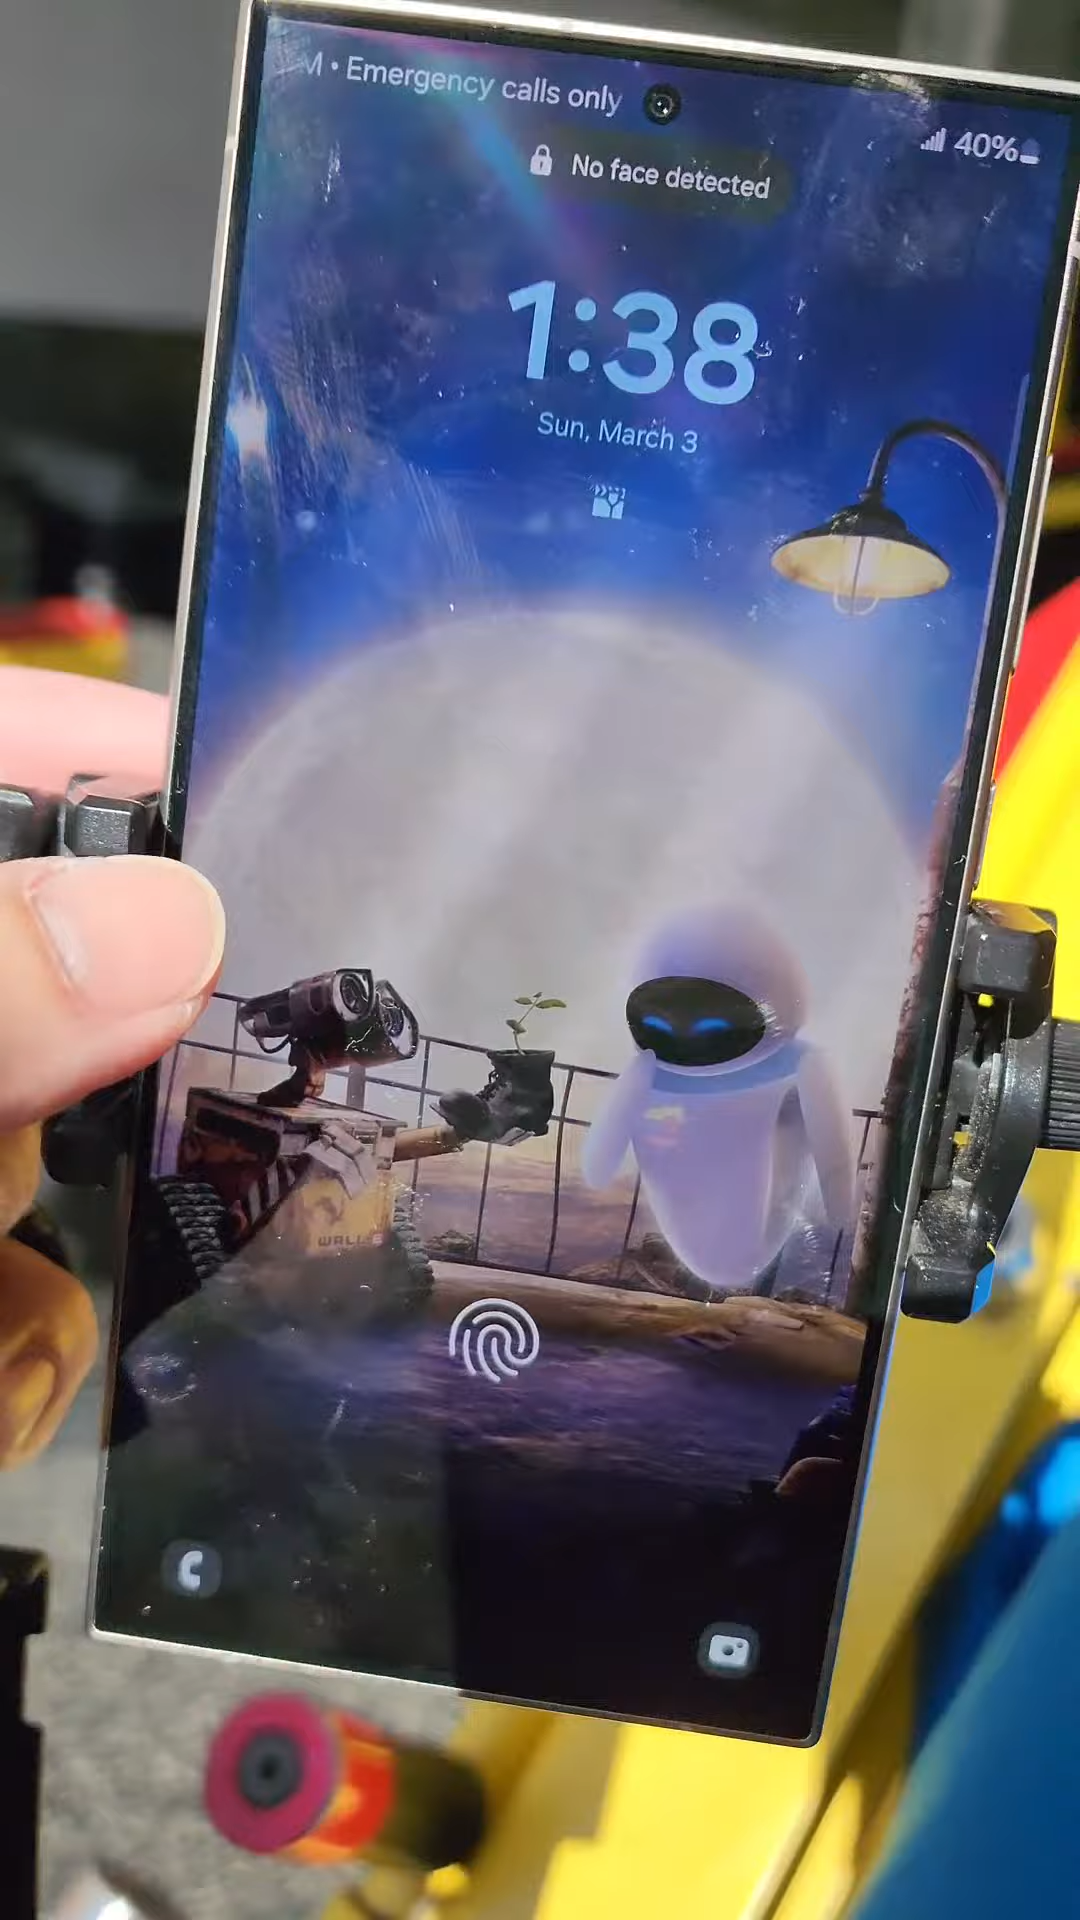 M • Emergency calls only
40%
No face detected
1:38
Sun, March 3
WALL-E